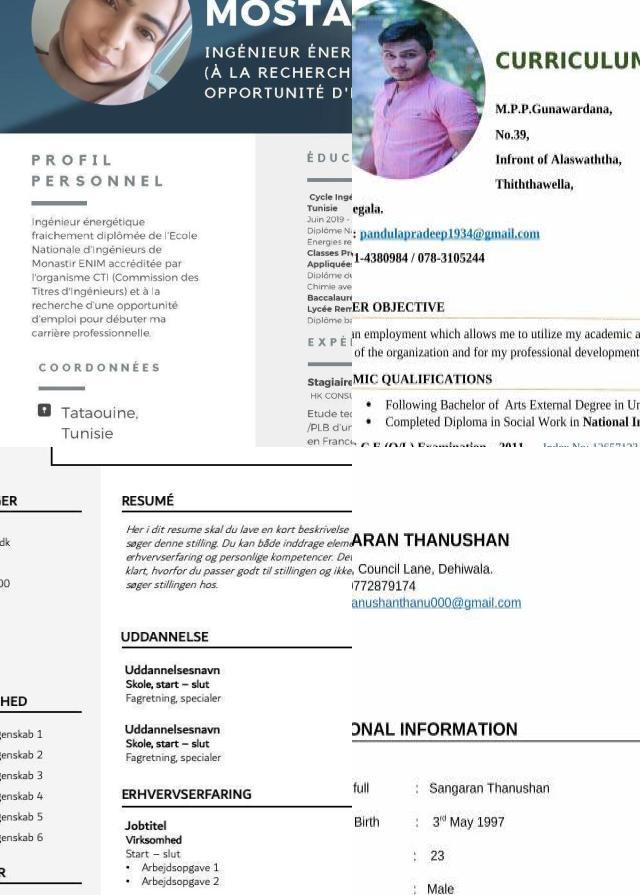 MOSTA
INGÉNIEUR ÉNER
(À LA RECHERCH
OPPORTUNITÉ D'
PROFIL
PERSONNEL
Ingénieur énergétique
fraichement diplômée de l'Ecole
Nationale d'Ingénieurs de
Monastir ENIM accréditée par
l'organisme CTI (Commission des
Titres d'Ingénieurs) et à la
recherche d'une opportunité
d'emploi pour débuter ma
carrière professionnelle.
COORDONNÉES
Tataouine,
Tunisie
ÉDUC
Cycle Ingé
Tunisie
Juin 2019 -
Diplôme Na
Energies re
Classes Pr
Appliquée
Diplôme de
Chimie ave
Baccalaure
Lycée Rem
Diplôme ba
EXPÉ
Stagiaire
HK CONSU
Etude tec
/PLB d'un
en France
CURRICULUM
M.P.P.Gunawardana,
No.39,
Infront of Alaswaththa,
Thiththawella,
egala.
: pandulapradeep1934@gmail.com
1-4380984 / 078-3105244
ER OBJECTIVE
n employment which allows me to utilize my academic a
of the organization and for my professional development
MIC QUALIFICATIONS
• Following Bachelor of Arts External Degree in Un
• Completed Diploma in Social Work in National In
GER
dk
00
HED
genskab 1
genskab 2
genskab 3
genskab 4
genskab 5
genskab 6
R
RESUMÉ
Her i dit resume skal du lave en kort beskrivelse
søger denne stilling. Du kan både inddrage eleme
erhvervserfaring og personlige kompetencer. Det
klart, hvorfor du passer godt til stillingen og ikke
søger stillingen hos.
UDDANNELSE
Uddannelsesnavn
Skole, start – slut
Fagretning, specialer
Uddannelsesnavn
Skole, start – slut
Fagretning, specialer
ERHVERVSERFARING
Jobtitel
Virksomhed
Start – slut
• Arbejdsopgave 1
• Arbejdsopgave 2
ARAN THANUSHAN
Council Lane, Dehiwala.
0772879174
anushanthanu000@gmail.com
ONAL INFORMATION
full : Sangaran Thanushan
Birth : 3rd May 1997
: 23
: Male